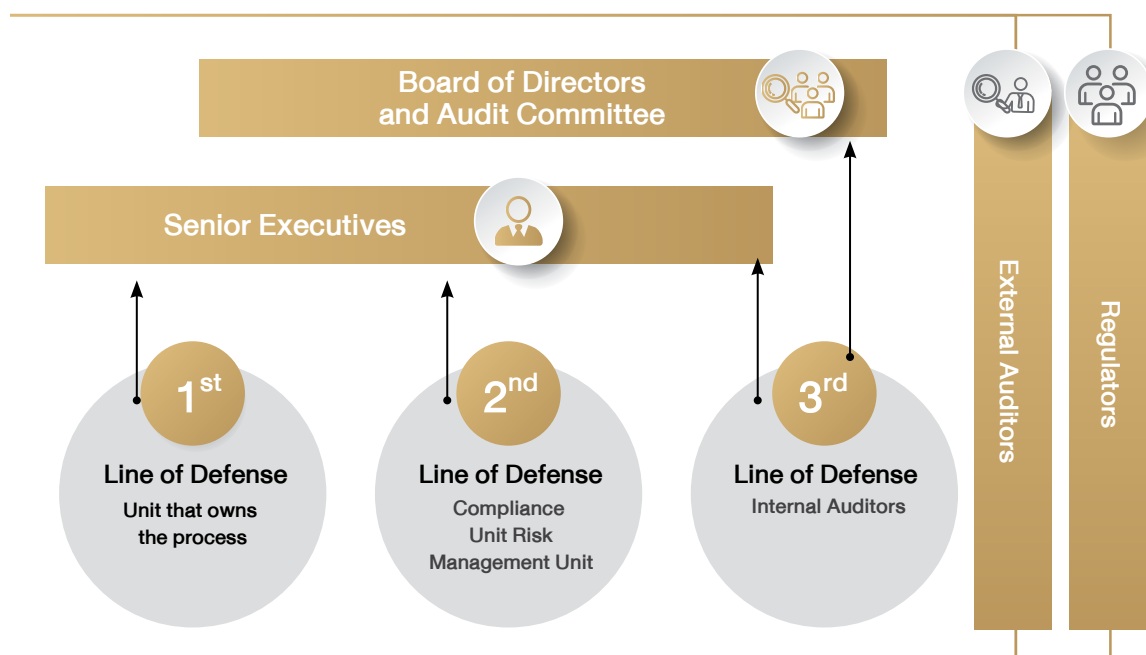 Board of Directors
and Audit Committee
Senior Executives
1st
Line of Defense
Unit that owns
the process
2nd
Line of Defense
Compliance
Unit Risk
Management Unit
3rd
Line of Defense
Internal Auditors
External Auditors
Regulators